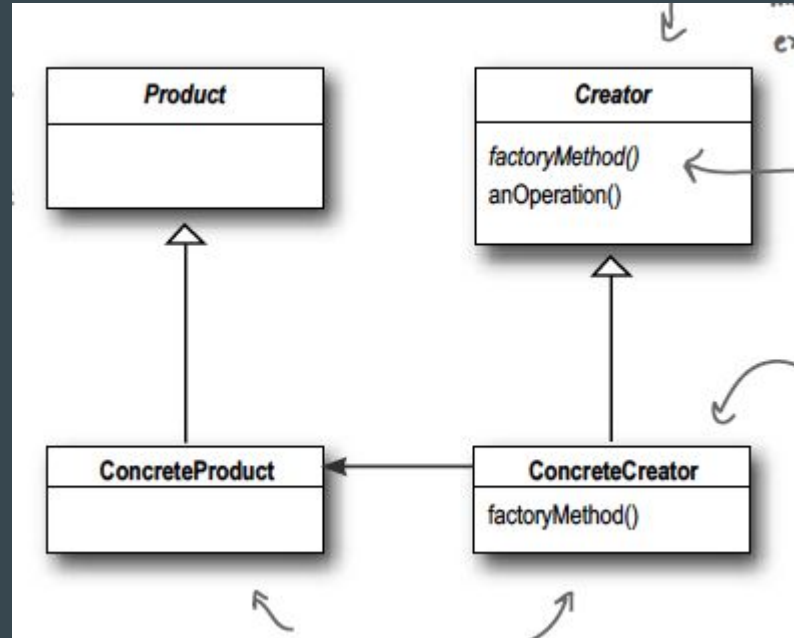 Product
Creator
factoryMethod()
anOperation()
ConcreteProduct
ConcreteCreator
factoryMethod()